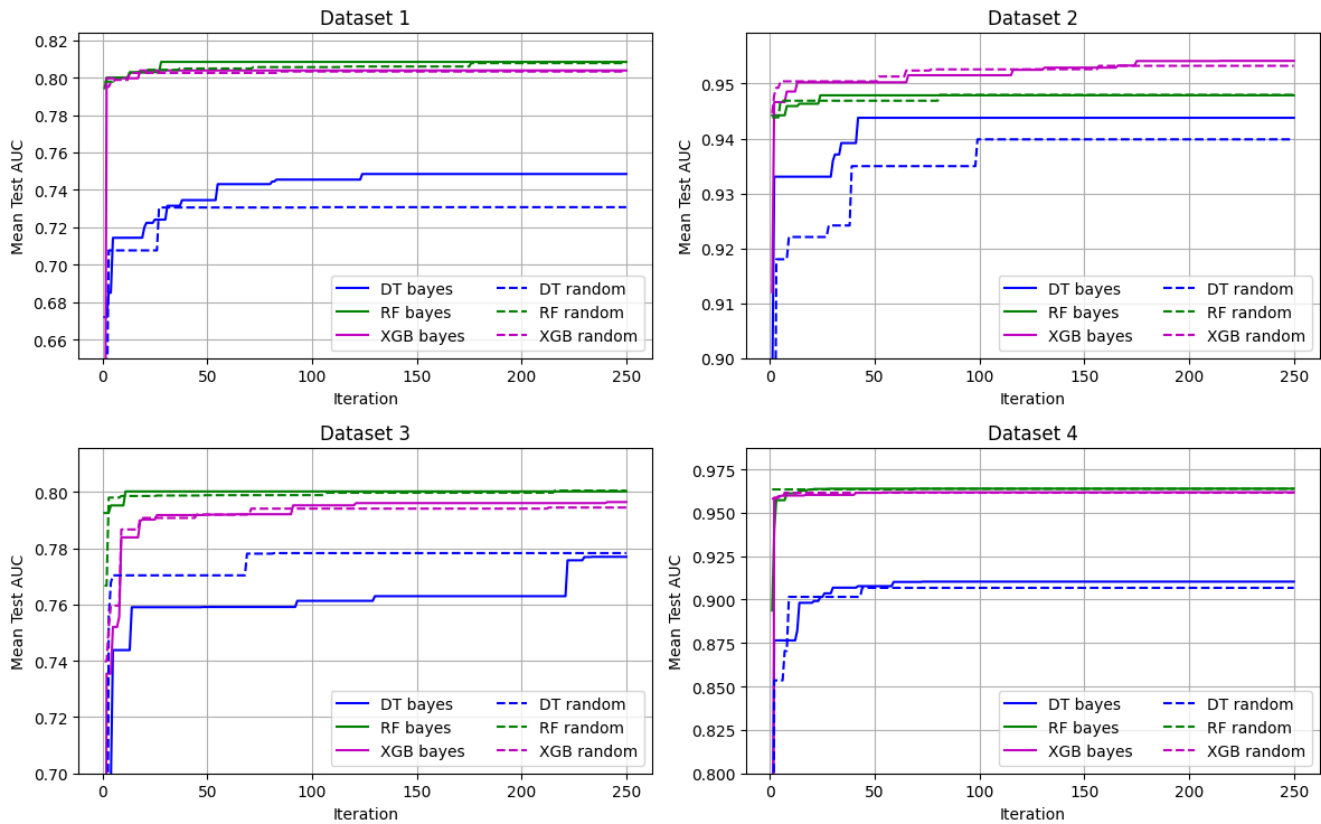 Dataset 1
Mean Test AUC
0.82
0.80
0.78
0.76
0.74
0.72
0.70
0.68
0.66
DT bayes
RF bayes
XGB bayes
DT random
RF random
XGB random
0 50 100 150 200 250
Iteration
Dataset 2
Mean Test AUC
0.95
0.94
0.93
0.92
0.91
0.90
DT bayes
RF bayes
XGB bayes
DT random
RF random
XGB random
0 50 100 150 200 250
Iteration
Dataset 3
Mean Test AUC
0.80
0.78
0.76
0.74
0.72
0.70
DT bayes
RF bayes
XGB bayes
DT random
RF random
XGB random
0 50 100 150 200 250
Iteration
Dataset 4
Mean Test AUC
0.975
0.950
0.925
0.900
0.875
0.850
0.825
0.800
DT bayes
RF bayes
XGB bayes
DT random
RF random
XGB random
0 50 100 150 200 250
Iteration